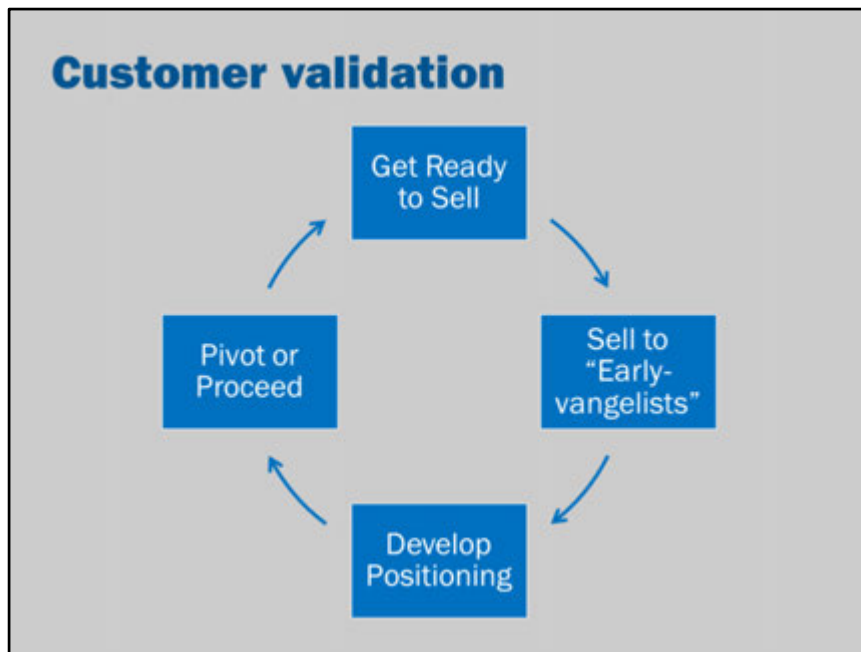 Customer validation
Get Ready
to Sell
Sell to
“Early-
vangelists”
Develop
Positioning
Pivot or
Proceed